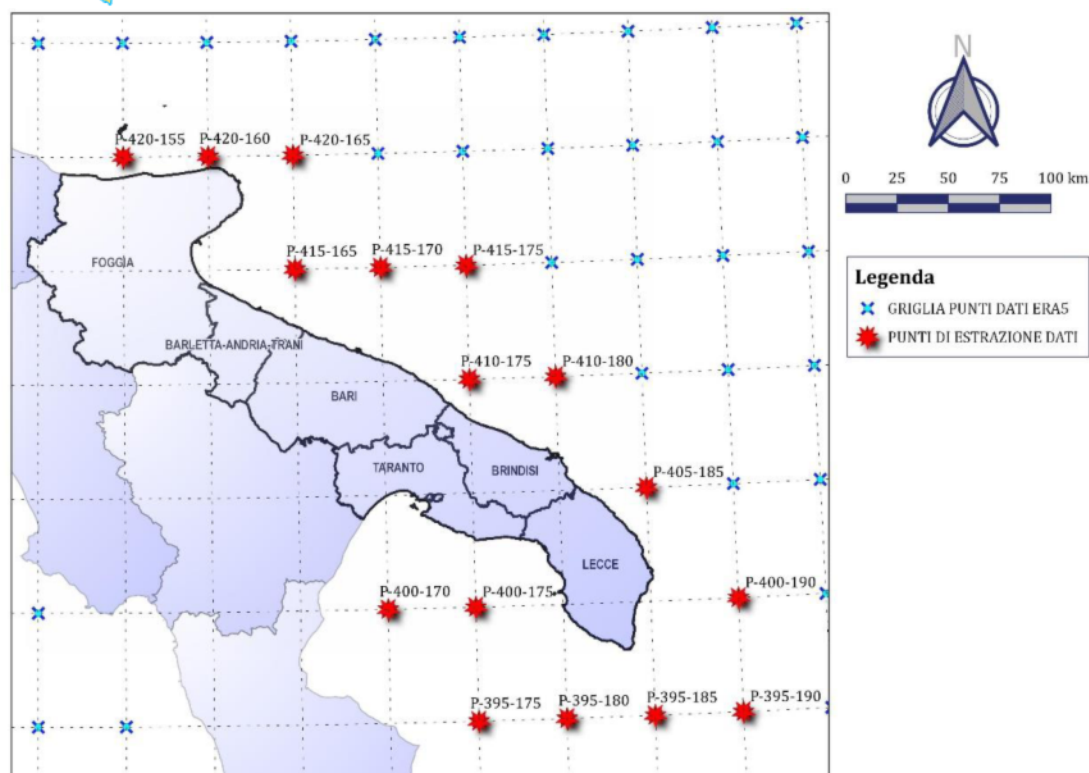 N
P-420-155 P-420-160 P-420-165
0 25 50 75 100 km
P-415-165 P-415-170 P-415-175
FOGGIA
Legenda
GRIGLIA PUNTI DATI ERA5
PUNTI DI ESTRAZIONE DATI
BARLETTA-ANDRIA-TRANI
P-410-175 P-410-180
BARI
TARANTO BRINDISI
P-405-185
LECCE
P-400-170 P-400-175 P-400-190
P-395-175 P-395-180 P-395-185 P-395-190